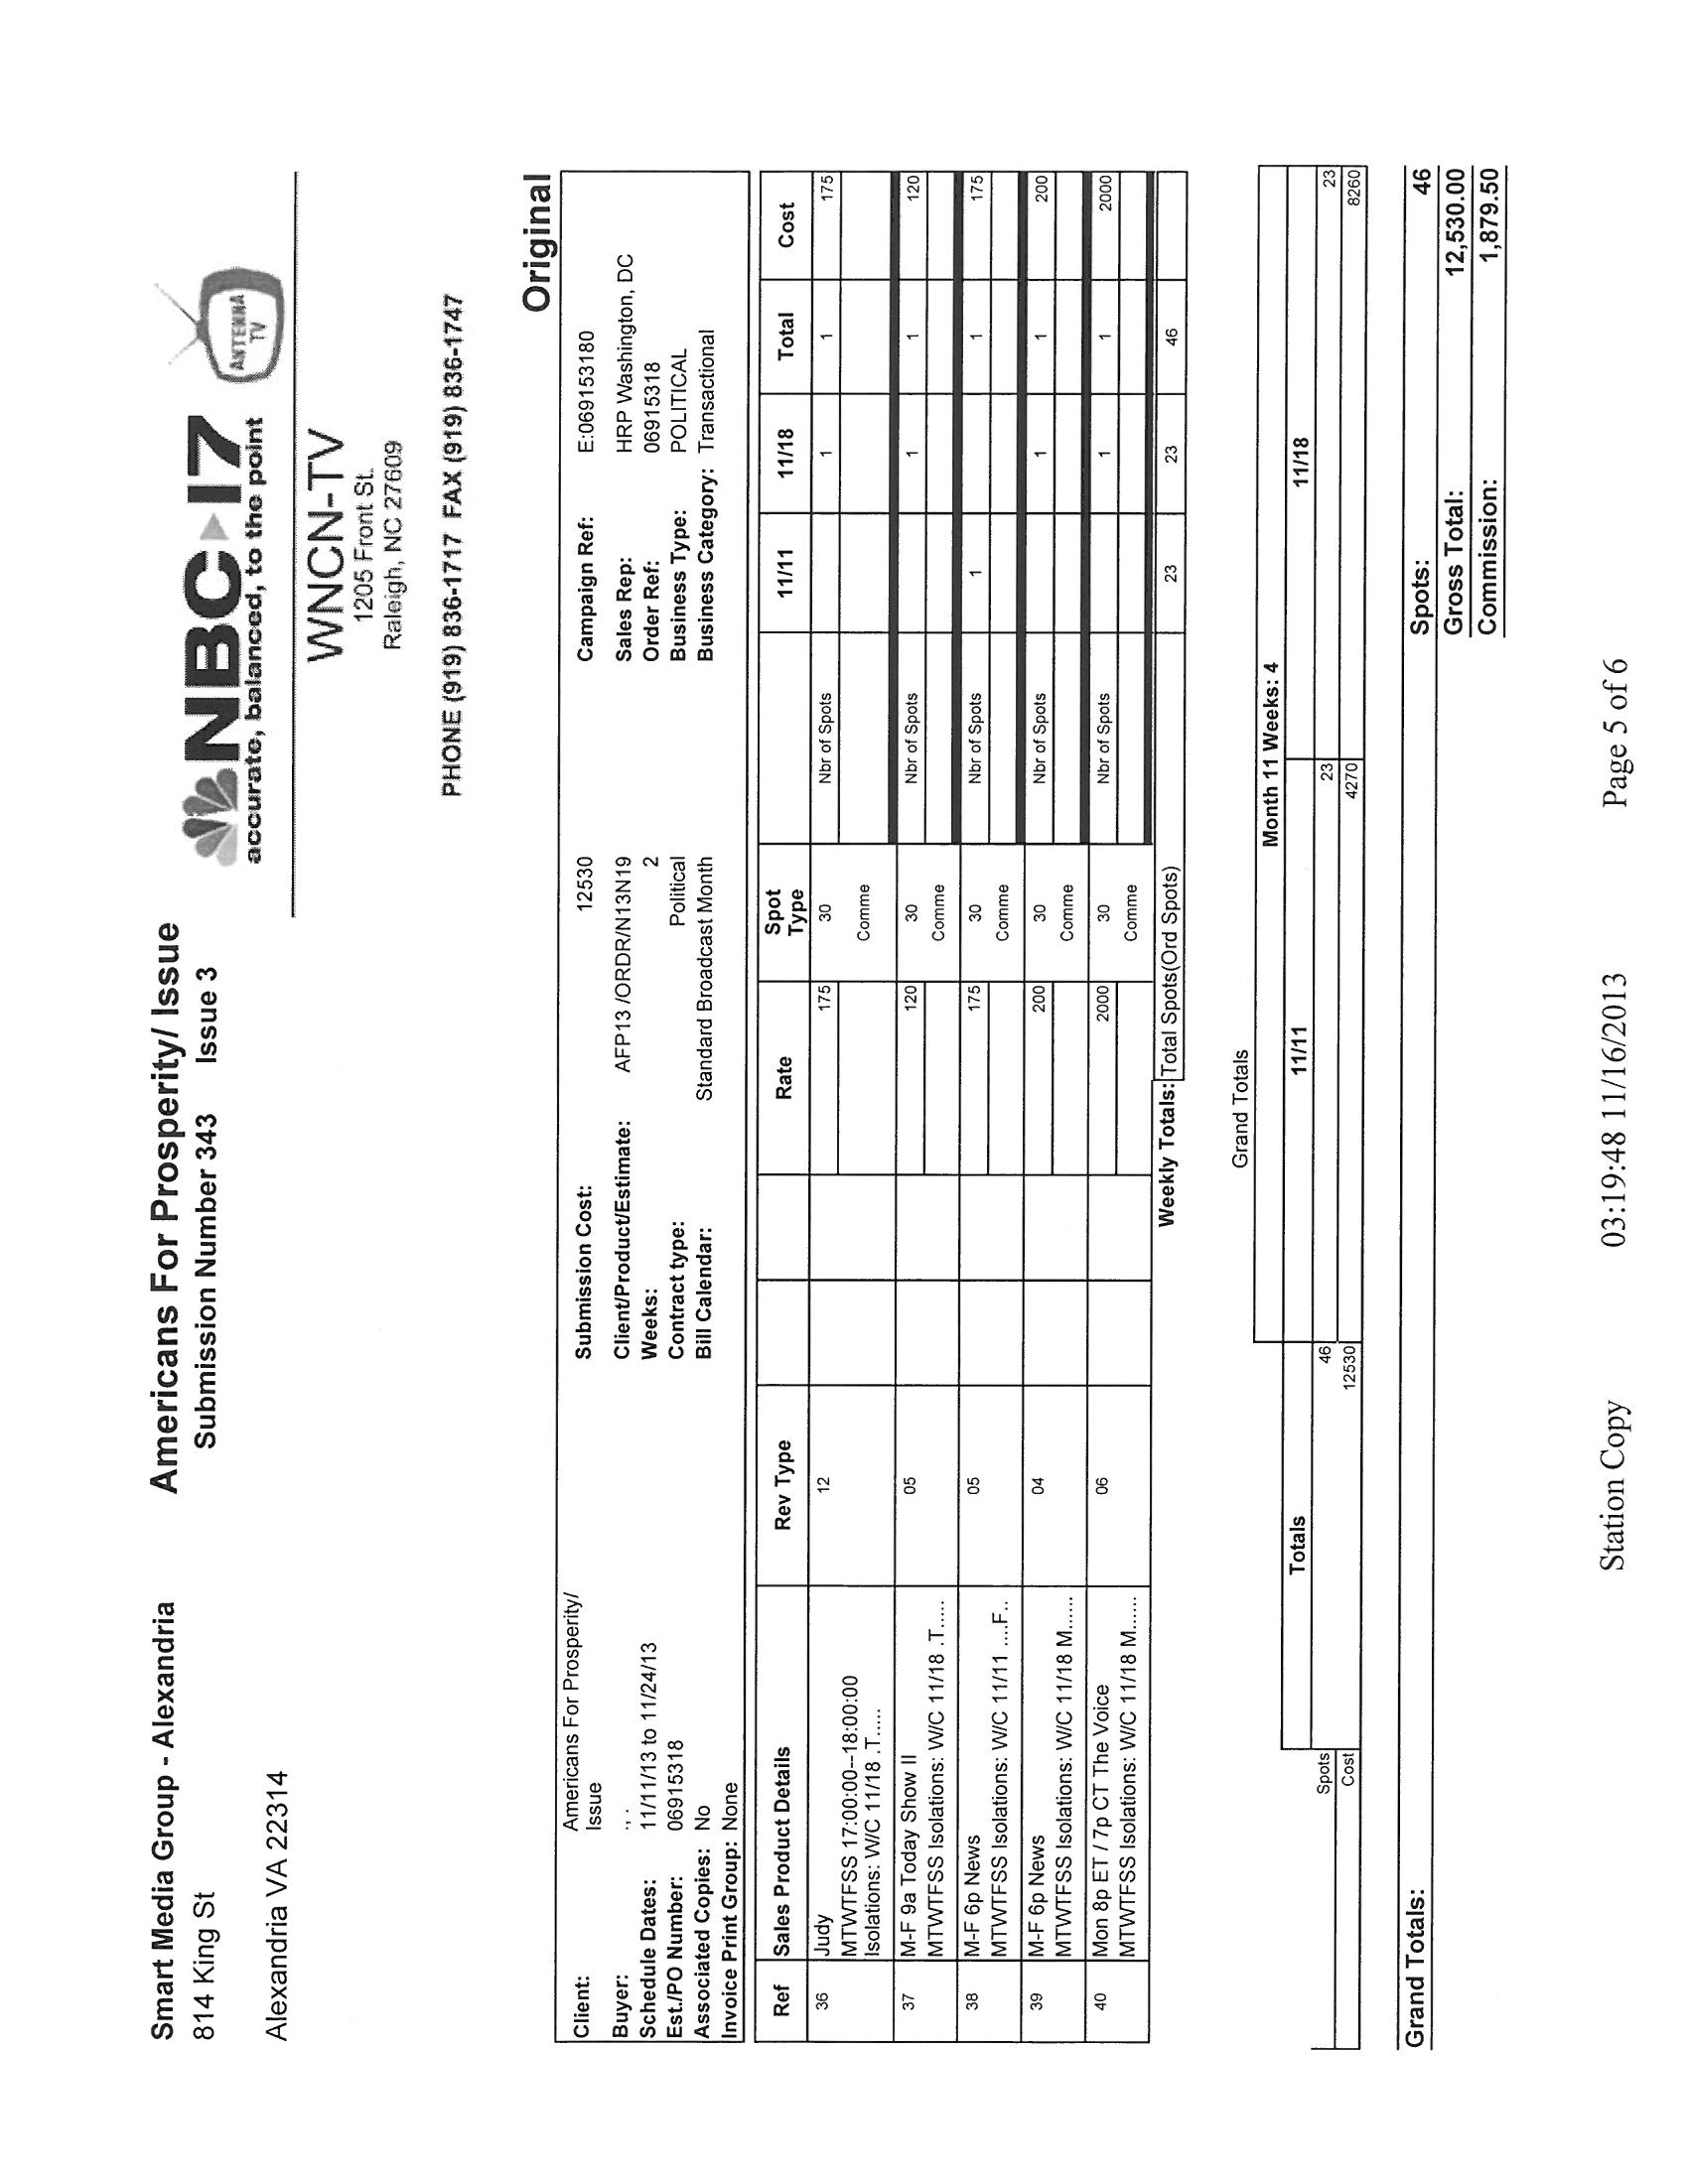 Smart Media Group - Alexandria
814 King St
Alexandria VA 22314
Americans For Prosperity/ Issue
Submission Number 343 Issue 3
NBC 17
accurate, balanced, to the point
ANTENNA
TV
WNCN-TV
1205 Front St.
Raleigh, NC 27609
PHONE (919) 836-1717 FAX (919) 836-1747
Original
Client: Americans For Prosperity/ Submission Cost: 12530 Campaign Ref: E:069153180
Issue
Buyer: ., . Client/Product/Estimate: AFP13 /ORDR/N13N19 Sales Rep: HRP Washington, DC
Schedule Dates: 11/11/13 to 11/24/13 Weeks: 2 Order Ref: 06915318
Est./PO Number: 06915318 Contract type: Political Business Type: POLITICAL
Associated Copies: No Bill Calendar: Standard Broadcast Month Business Category: Transactional
Invoice Print Group: None
Ref Sales Product Details Rev Type Rate Spot Type 11/11 11/18 Total Cost
36 Judy 12 175 30 Nbr of Spots 1 1 175
MTWTFSS 17:00:00--18:00:00
Isolations: W/C 11/18 .T..... Comme
37 M-F 9a Today Show II 05 120 30 Nbr of Spots 1 1 120
MTWTFSS Isolations: W/C 11/18 .T..... Comme
38 M-F 6p News 05 175 30 Nbr of Spots 1 1 175
MTWTFSS Isolations: W/C 11/11 ....F.. Comme
39 M-F 6p News 04 200 30 Nbr of Spots 1 1 200
MTWTFSS Isolations: W/C 11/18 M...... Comme
40 Mon 8p ET / 7p CT The Voice 06 2000 30 Nbr of Spots 1 1 2000
MTWTFSS Isolations: W/C 11/18 M...... Comme
Weekly Totals: Total Spots(Ord Spots) 23 23 46
Grand Totals
Month 11 Weeks: 4
Totals 11/11 11/18
Spots 46 23 23
Cost 12530 4270 8260
Grand Totals: Spots: 46
Gross Total: 12,530.00
Commission: 1,879.50
Station Copy 03:19:48 11/16/2013 Page 5 of 6